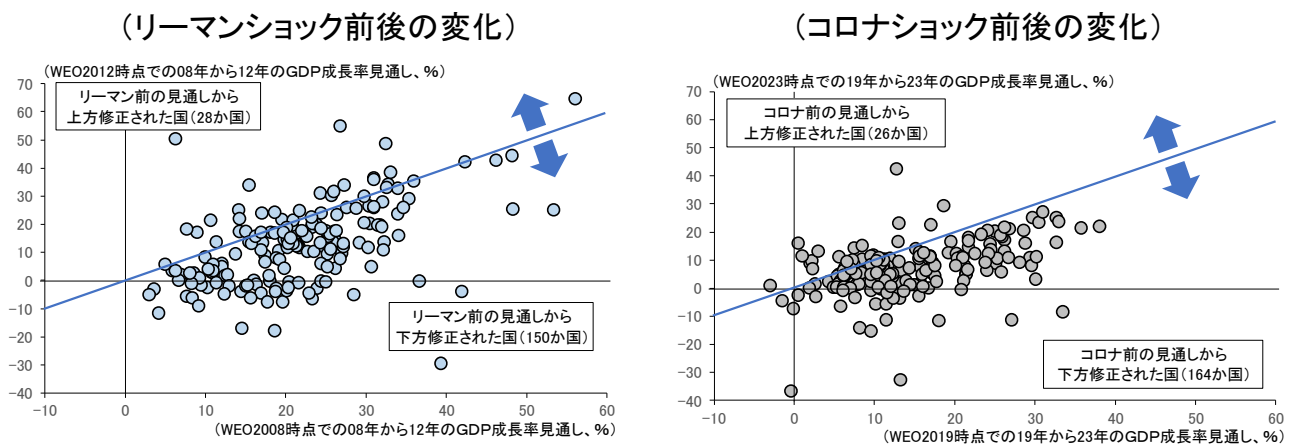 (リーマンショック前後の変化)
(WEO2012時点での08年から12年のGDP成長率見通し、%)
70
60
50
40
30
20
10
0
-10
-20
-30
-40
リーマン前の見通しから
上方修正された国(28か国)
リーマン前の見通しから
下方修正された国(150か国)
-10 0 10 20 30 40 50 60
(WEO2008時点での08年から12年のGDP成長率見通し、%)
(コロナショック前後の変化)
(WEO2023時点での19年から23年のGDP成長率見通し、%)
70
60
50
40
30
20
10
0
-10
-20
-30
-40
コロナ前の見通しから
上方修正された国(26か国)
コロナ前の見通しから
下方修正された国(164か国)
-10 0 10 20 30 40 50 60
(WEO2019時点での19年から23年のGDP成長率見通し、%)